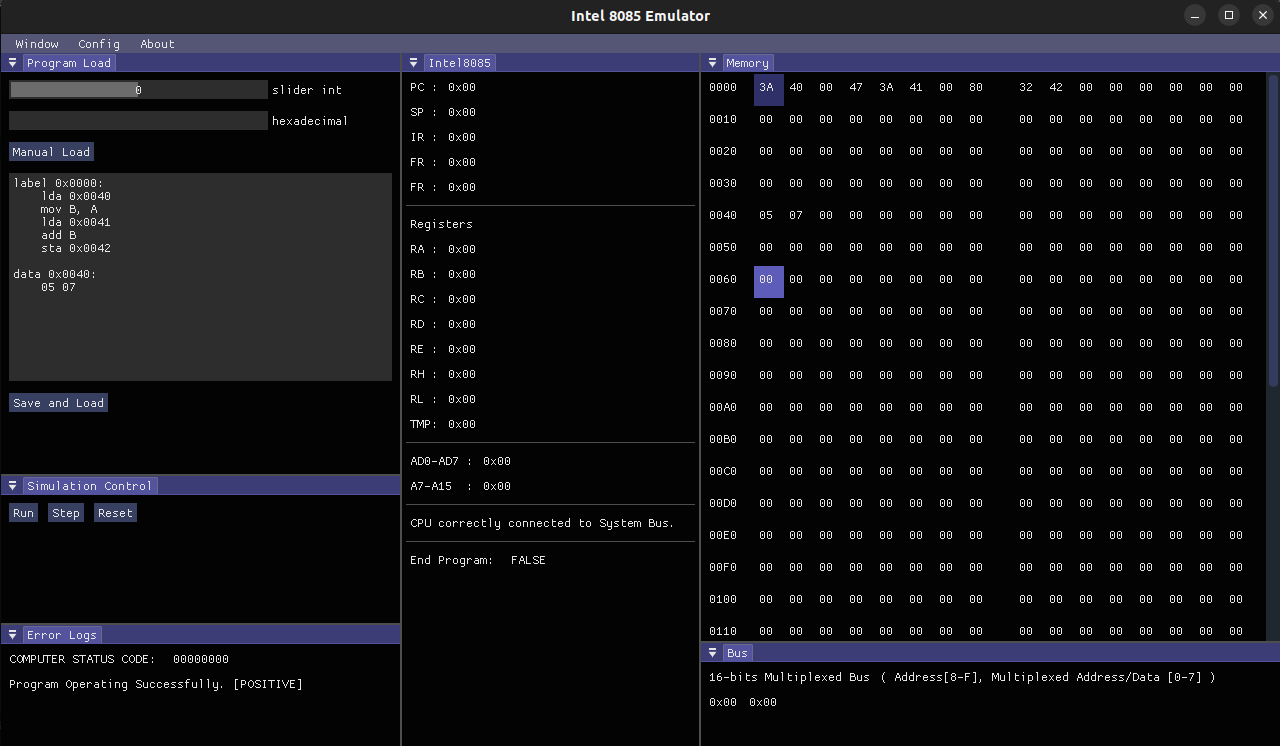 Intel 8085 Emulator
Window Config About
Program Load
0 slider int
hexadecimal
Manual Load
label 0x0000:
lda 0x0040
mov B, A
lda 0x0041
add B
sta 0x0042
data 0x0040:
05 07
Save and Load
Simulation Control
Run Step Reset
Error Logs
COMPUTER STATUS CODE: 00000000
Program Operating Successfully. [POSITIVE]
Intel8085
PC : 0x00
SP : 0x00
IR : 0x00
FR : 0x00
FR : 0x00
Registers
RA : 0x00
RB : 0x00
RC : 0x00
RD : 0x00
RE : 0x00
RH : 0x00
RL : 0x00
TMP: 0x00
AD0-AD7 : 0x00
A7-A15 : 0x00
CPU correctly connected to System Bus.
End Program: FALSE
Memory
0000 3A 40 00 47 3A 41 00 80 32 42 00 00 00 00 00 00
0010 00 00 00 00 00 00 00 00 00 00 00 00 00 00 00 00
0020 00 00 00 00 00 00 00 00 00 00 00 00 00 00 00 00
0030 00 00 00 00 00 00 00 00 00 00 00 00 00 00 00 00
0040 05 07 00 00 00 00 00 00 00 00 00 00 00 00 00 00
0050 00 00 00 00 00 00 00 00 00 00 00 00 00 00 00 00
0060 00 00 00 00 00 00 00 00 00 00 00 00 00 00 00 00
0070 00 00 00 00 00 00 00 00 00 00 00 00 00 00 00 00
0080 00 00 00 00 00 00 00 00 00 00 00 00 00 00 00 00
0090 00 00 00 00 00 00 00 00 00 00 00 00 00 00 00 00
00A0 00 00 00 00 00 00 00 00 00 00 00 00 00 00 00 00
00B0 00 00 00 00 00 00 00 00 00 00 00 00 00 00 00 00
00C0 00 00 00 00 00 00 00 00 00 00 00 00 00 00 00 00
00D0 00 00 00 00 00 00 00 00 00 00 00 00 00 00 00 00
00E0 00 00 00 00 00 00 00 00 00 00 00 00 00 00 00 00
00F0 00 00 00 00 00 00 00 00 00 00 00 00 00 00 00 00
0100 00 00 00 00 00 00 00 00 00 00 00 00 00 00 00 00
0110 00 00 00 00 00 00 00 00 00 00 00 00 00 00 00 00
Bus
16-bits Multiplexed Bus ( Address[8-F], Multiplexed Address/Data [0-7] )
0x00 0x00